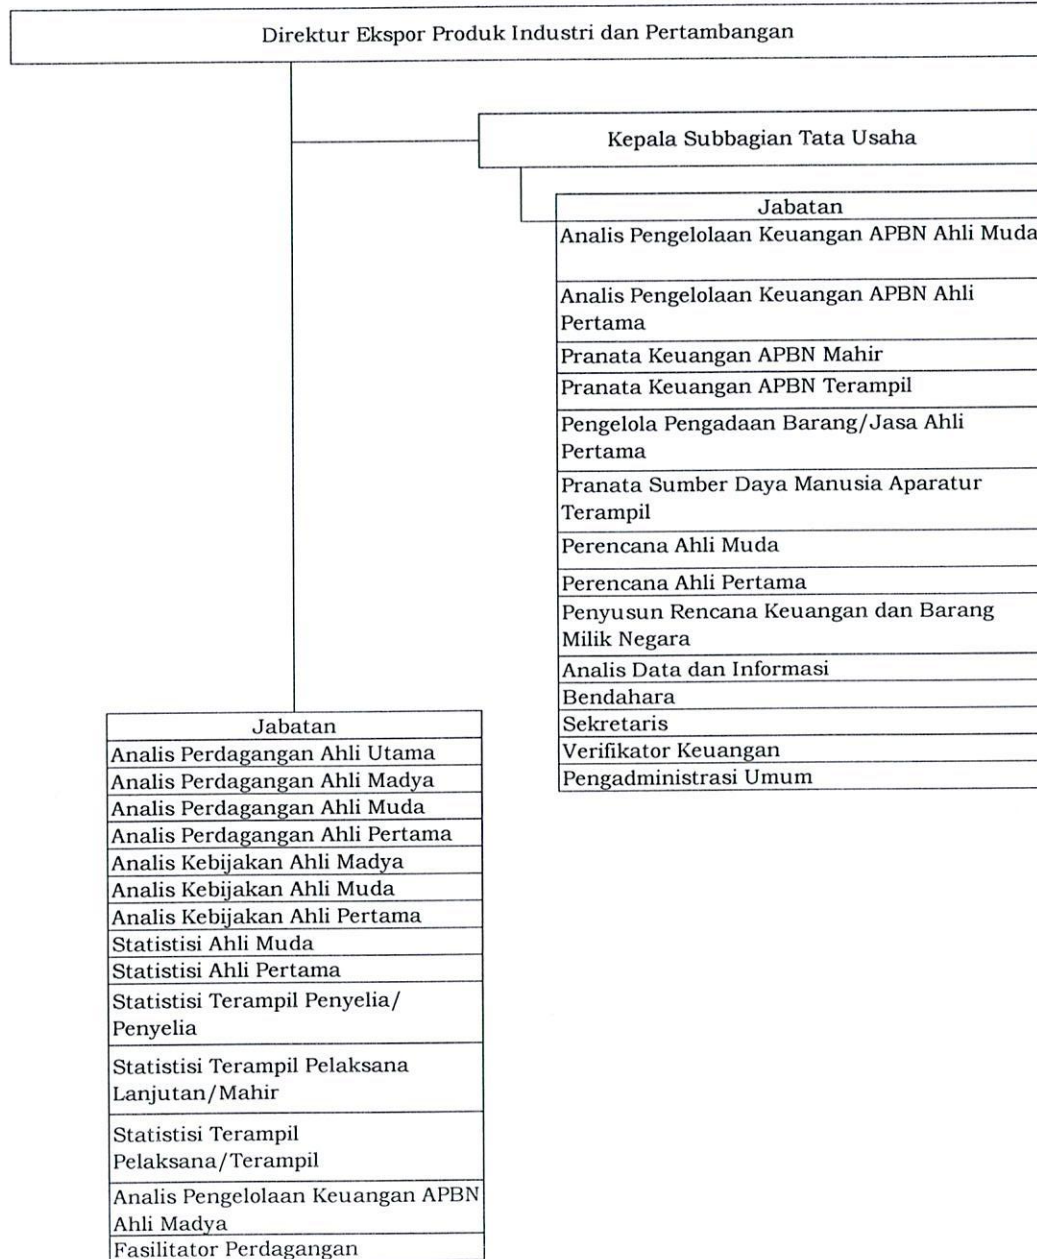 Direktur Ekspor Produk Industri dan Pertambangan
Kepala Subbagian Tata Usaha
Jabatan
Analis Pengelolaan Keuangan APBN Ahli Muda
Analis Pengelolaan Keuangan APBN Ahli
Pertama
Pranata Keuangan APBN Mahir
Pranata Keuangan APBN Terampil
Pengelola Pengadaan Barang/Jasa Ahli
Pertama
Pranata Sumber Daya Manusia Aparatur
Terampil
Perencana Ahli Muda
Perencana Ahli Pertama
Penyusun Rencana Keuangan dan Barang
Milik Negara
Analis Data dan Informasi
Bendahara
Sekretaris
Verifikator Keuangan
Pengadministrasi Umum
Jabatan
Analis Perdagangan Ahli Utama
Analis Perdagangan Ahli Madya
Analis Perdagangan Ahli Muda
Analis Perdagangan Ahli Pertama
Analis Kebijakan Ahli Madya
Analis Kebijakan Ahli Muda
Analis Kebijakan Ahli Pertama
Statistisi Ahli Muda
Statistisi Ahli Pertama
Statistisi Terampil Penyelia/
Penyelia
Statistisi Terampil Pelaksana
Lanjutan/Mahir
Statistisi Terampil
Pelaksana/Terampil
Analis Pengelolaan Keuangan APBN
Ahli Madya
Fasilitator Perdagangan